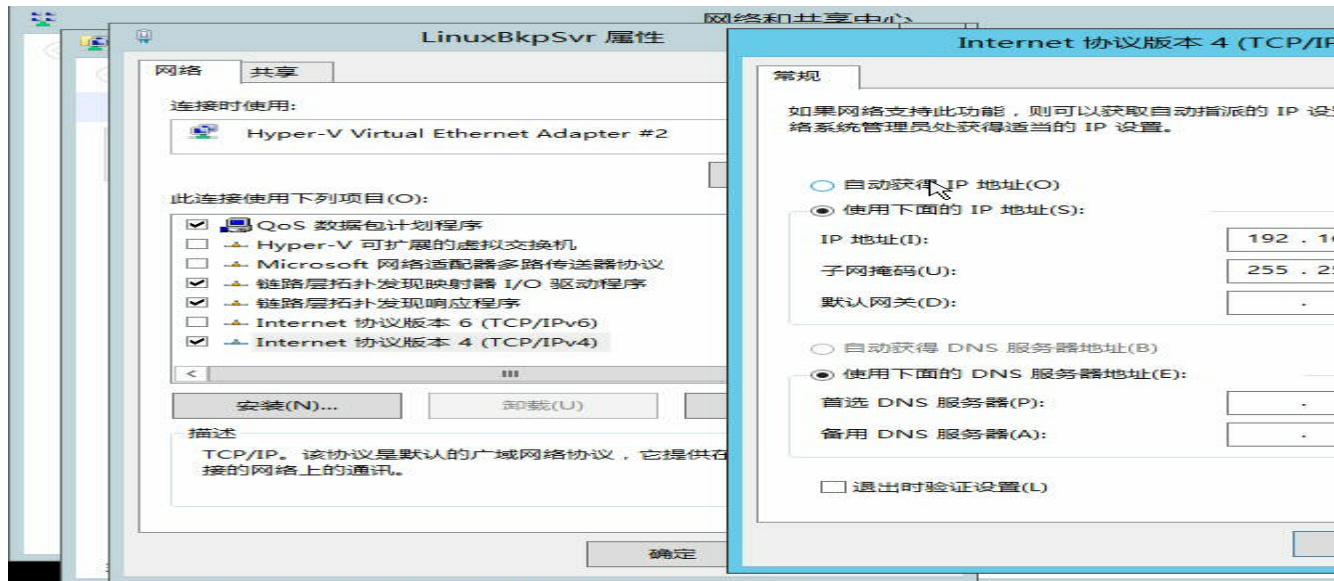 网络和共享中心
LinuxBkpSvr 属性
网络
共享
连接时使用:
Hyper-V Virtual Ethernet Adapter #2
此连接使用下列项目(O):
QoS 数据包计划程序
Hyper-V 可扩展的虚拟交换机
Microsoft 网络适配器多路传送器协议
链路层拓扑发现映射器 I/O 驱动程序
链路层拓扑发现响应程序
Internet 协议版本 6 (TCP/IPv6)
Internet 协议版本 4 (TCP/IPv4)
安装(N)...
卸载(U)
描述
TCP/IP。该协议是默认的广域网络协议，它提供在
接的网络上的通讯。
确定
Internet 协议版本 4 (TCP/IP
常规
如果网络支持此功能，则可以获取自动指派的 IP 设
络系统管理员处获得适当的 IP 设置。
自动获得 IP 地址(O)
使用下面的 IP 地址(S):
IP 地址(I):
192 . 16
子网掩码(U):
255 . 25
默认网关(D):
自动获得 DNS 服务器地址(B)
使用下面的 DNS 服务器地址(E):
首选 DNS 服务器(P):
备用 DNS 服务器(A):
退出时验证设置(L)